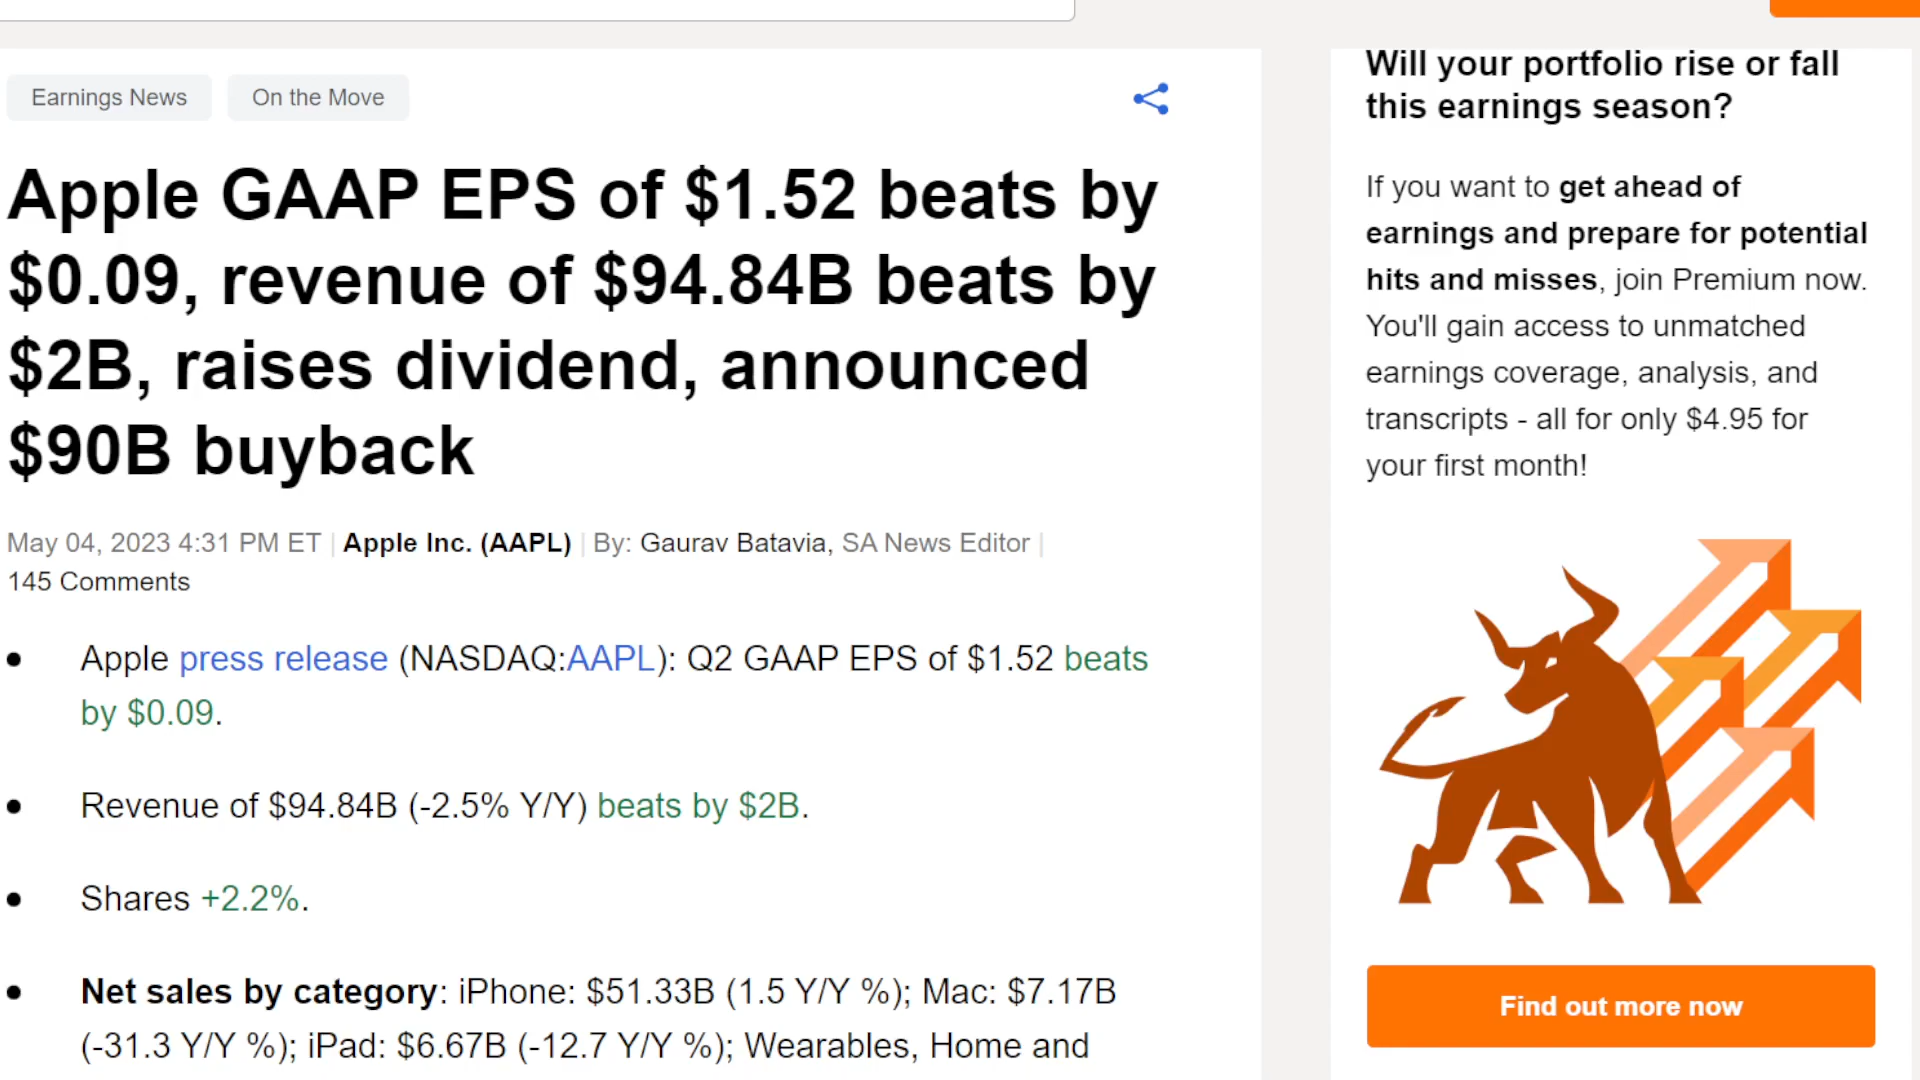 Earnings News
On the Move
Apple GAAP EPS of $1.52 beats by
$0.09, revenue of $94.84B beats by
$2B, raises dividend, announced
$90B buyback
May 04, 2023 4:31 PM ET | Apple Inc. (AAPL) | By: Gaurav Batavia, SA News Editor |
145 Comments
• Apple press release (NASDAQ:AAPL): Q2 GAAP EPS of $1.52 beats
by $0.09.
• Revenue of $94.84B (-2.5% Y/Y) beats by $2B.
• Shares +2.2%.
• Net sales by category: iPhone: $51.33B (1.5 Y/Y %); Mac: $7.17B
(-31.3 Y/Y %); iPad: $6.67B (-12.7 Y/Y %); Wearables, Home and
Will your portfolio rise or fall
this earnings season?
If you want to get ahead of
earnings and prepare for potential
hits and misses, join Premium now.
You'll gain access to unmatched
earnings coverage, analysis, and
transcripts - all for only $4.95 for
your first month!
Find out more now